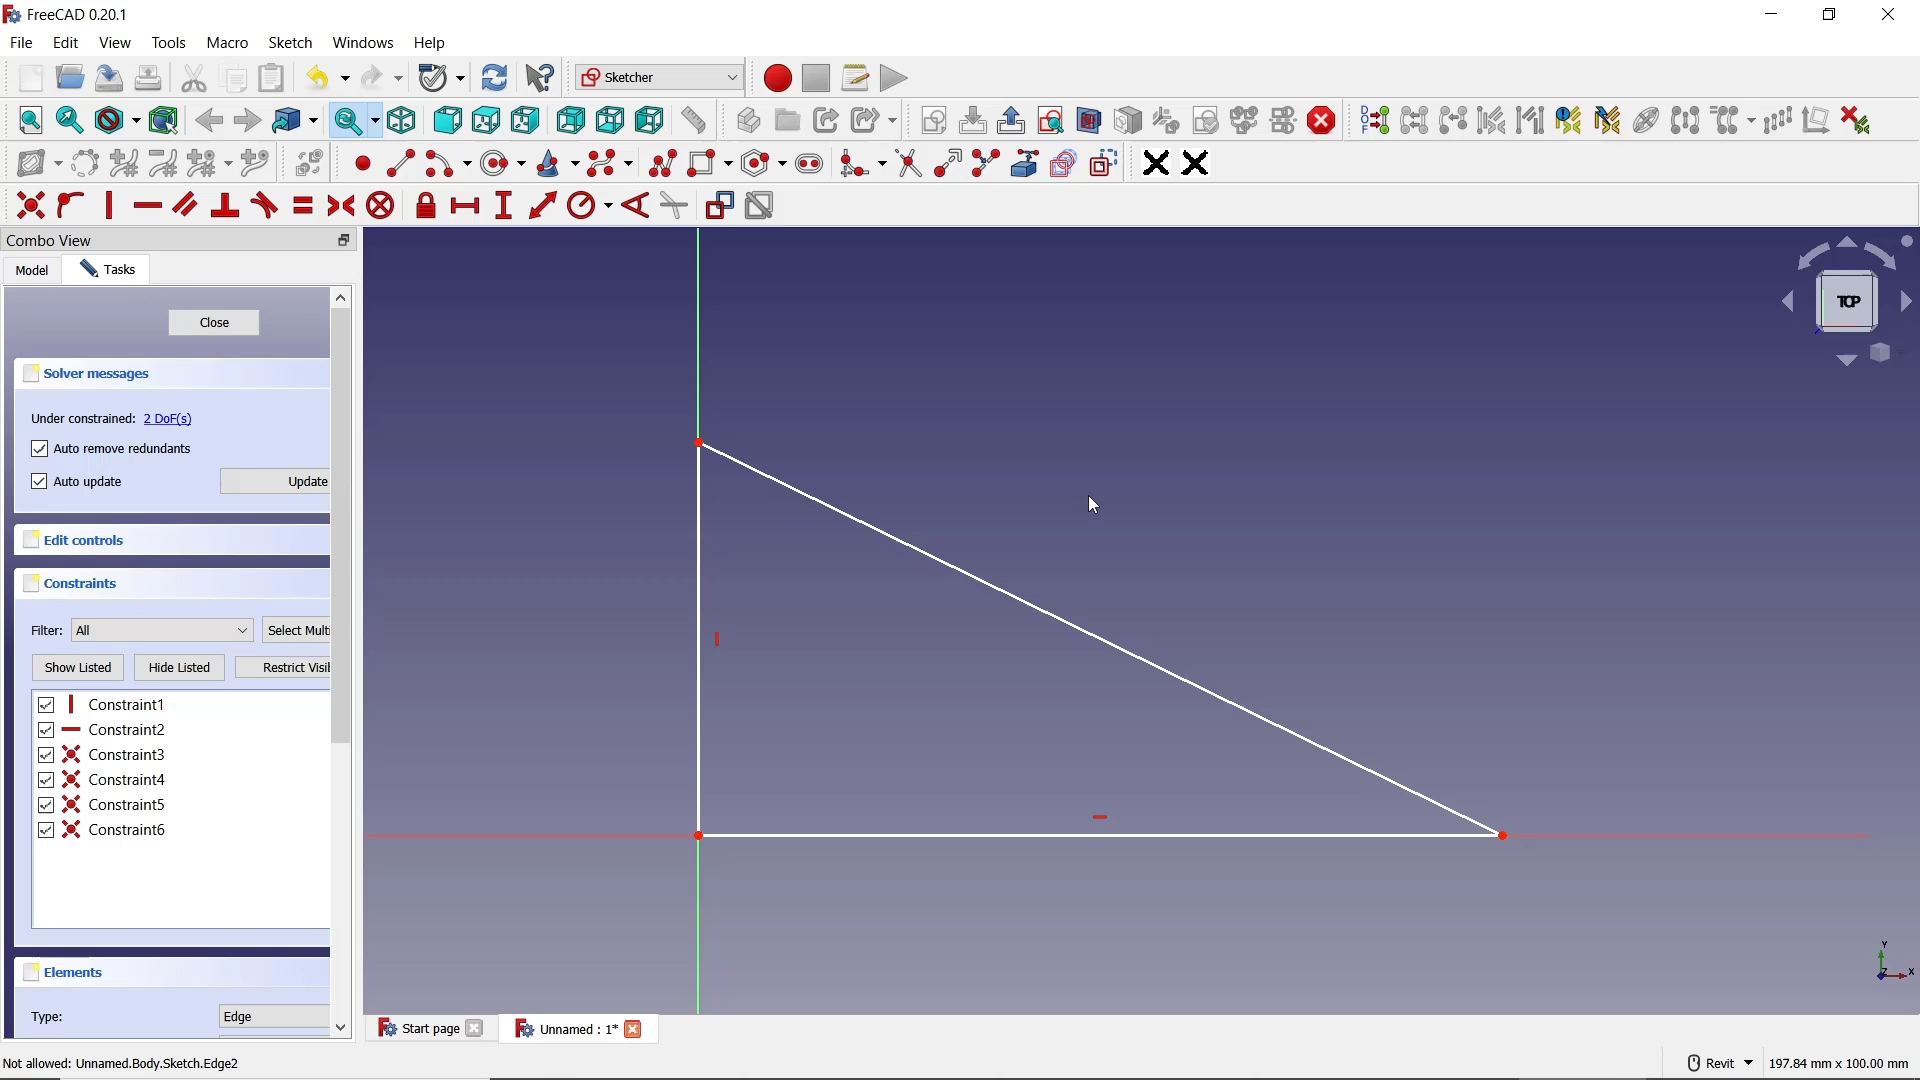 FreeCAD 0.20.1
File Edit View Tools Macro Sketch Windows Help
Sketcher
Combo View
Model Tasks
TOP
Close
Solver messages
Under constrained: 2 DoF(s)
Auto remove redundants
Auto update Update
Edit controls
Constraints
Filter: All Select Multi
Show Listed Hide Listed Restrict Visil
Constraint1
Constraint2
Constraint3
Constraint4
Constraint5
Constraint6
Elements
Type: Edge
Y
Z X
Start page Unnamed : 1*
Not allowed: Unnamed.Body.Sketch.Edge2 Revit 197.84 mm x 100.00 mm